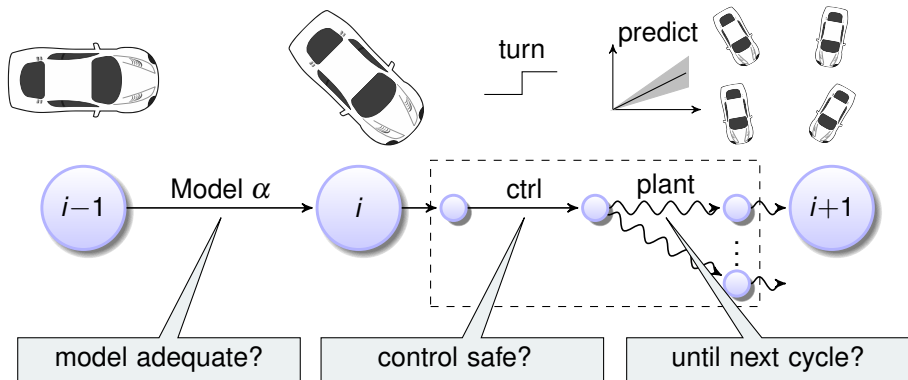 turn
predict
i−1
Model α
i
ctrl
plant
i+1
model adequate?
control safe?
until next cycle?